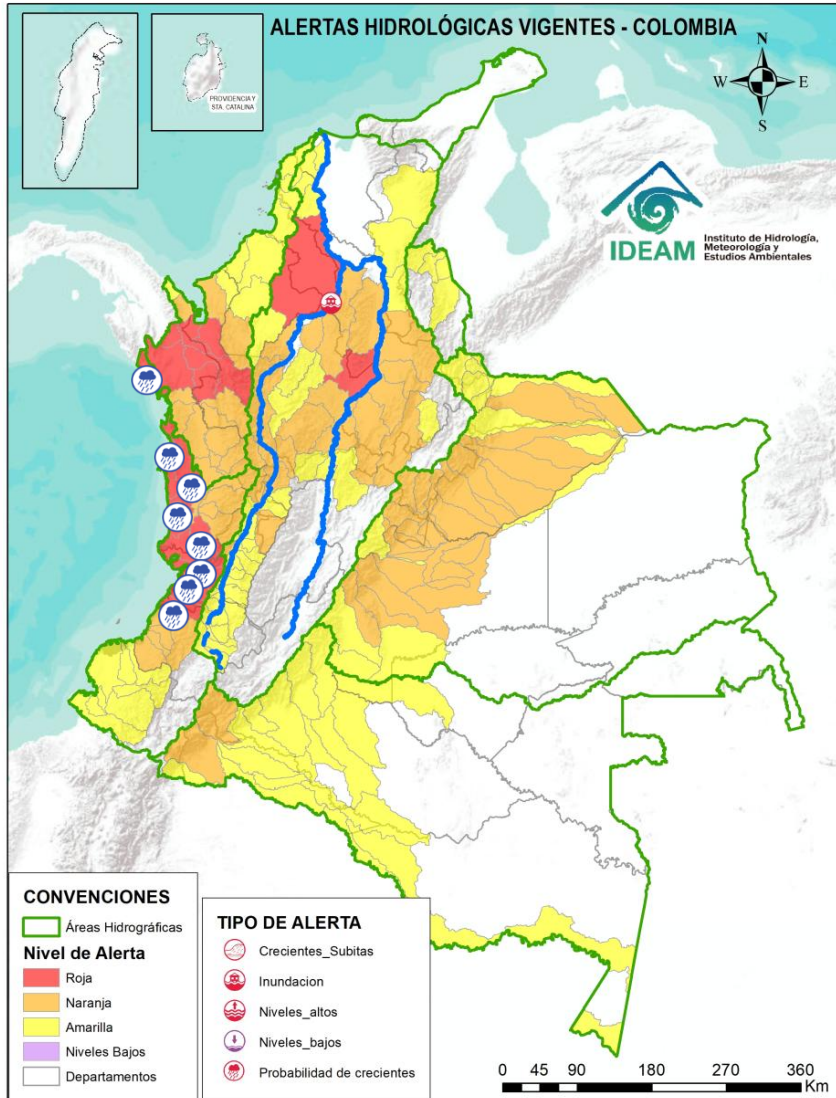 ALERTAS HIDROLÓGICAS VIGENTES - COLOMBIA
PROVIDENCIA Y
STA. CATALINA
N
W
E
S
IDEAM
Instituto de Hidrología,
Meteorología y
Estudios Ambientales
CONVENCIONES
Áreas Hidrográficas
Nivel de Alerta
Roja
Naranja
Amarilla
Niveles Bajos
Departamentos
TIPO DE ALERTA
Crecientes_Subitas
Inundacion
Niveles_altos
Niveles_bajos
Probabilidad de crecientes
0 45 90 180 270 360
Km